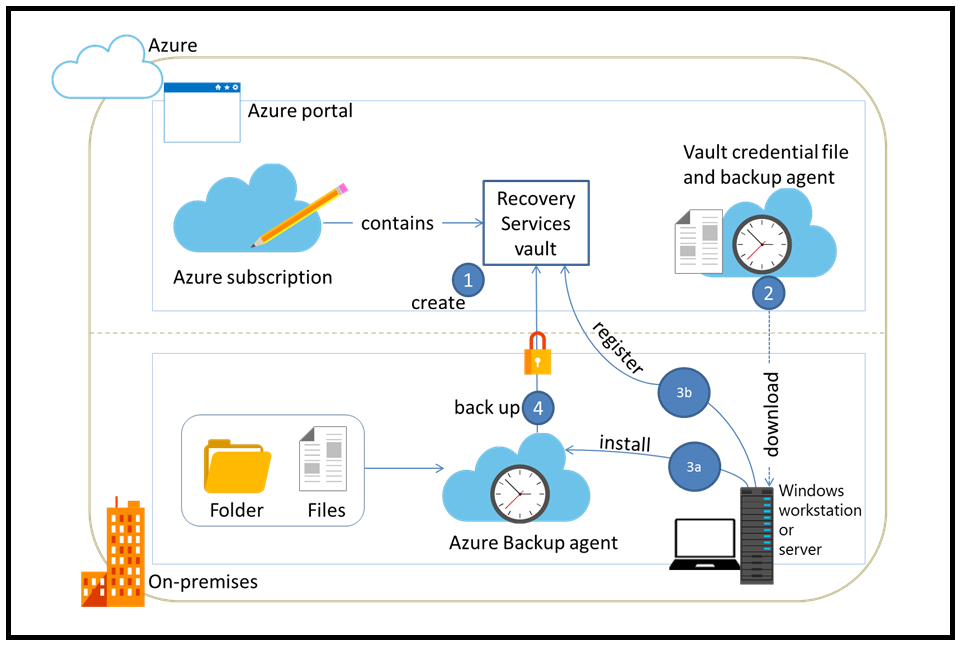 Azure
Azure portal
Vault credential file
and backup agent
Recovery
Services
vault
contains
Azure subscription
1
create
2
register
download
3b
back up
4
install
3a
Folder
Files
Azure Backup agent
Windows
workstation
or
server
On-premises